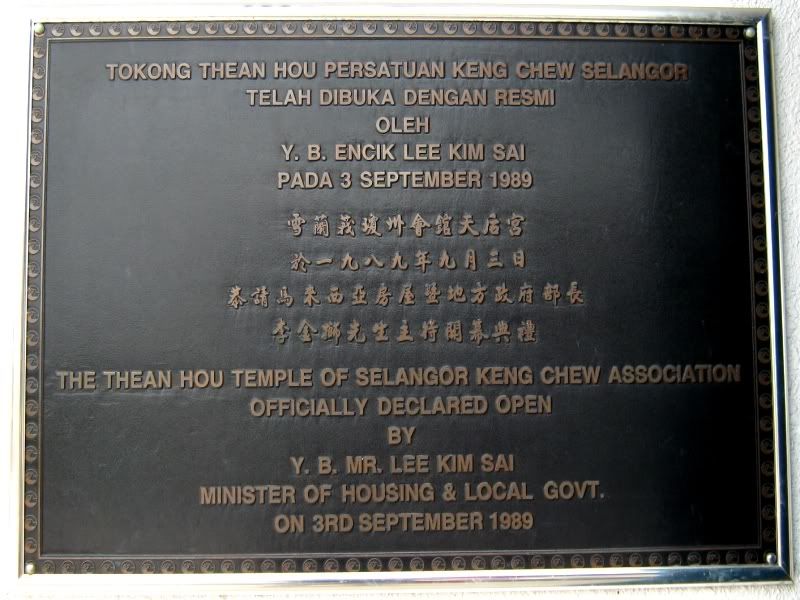 TOKONG THEAN HOU PERSATUAN KENG CHEW SELANGOR
TELAH DIBUKA DENGAN RESMI
OLEH
Y. B. ENCIK LEE KIM SAI
PADA 3 SEPTEMBER 1989
雪蘭莪瓊州會館天后宮
於一九八九年九月三日
恭請馬來西亞房屋暨地方政府部長
李金獅先生主持開幕典禮
THE THEAN HOU TEMPLE OF SELANGOR KENG CHEW ASSOCIATION
OFFICIALLY DECLARED OPEN
BY
Y. B. MR. LEE KIM SAI
MINISTER OF HOUSING & LOCAL GOVT.
ON 3RD SEPTEMBER 1989